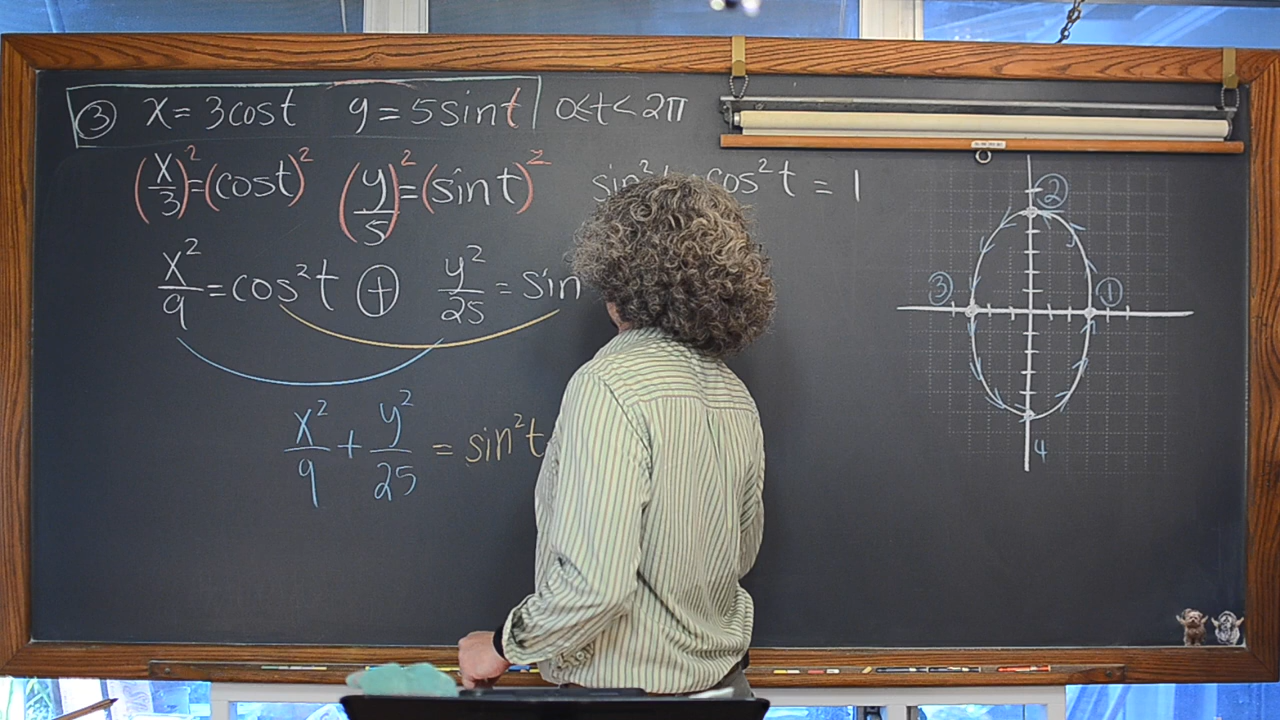 ③ x = 3cost y = 5sint 0<t<2π
(x/3)² = (cost)² (y/5)² = (sint)² sin² cos²t = 1
x²/9 = cos²t ⊕ y²/25 = sin
x²/9 + y²/25 = sin²t
②
③ ①
4